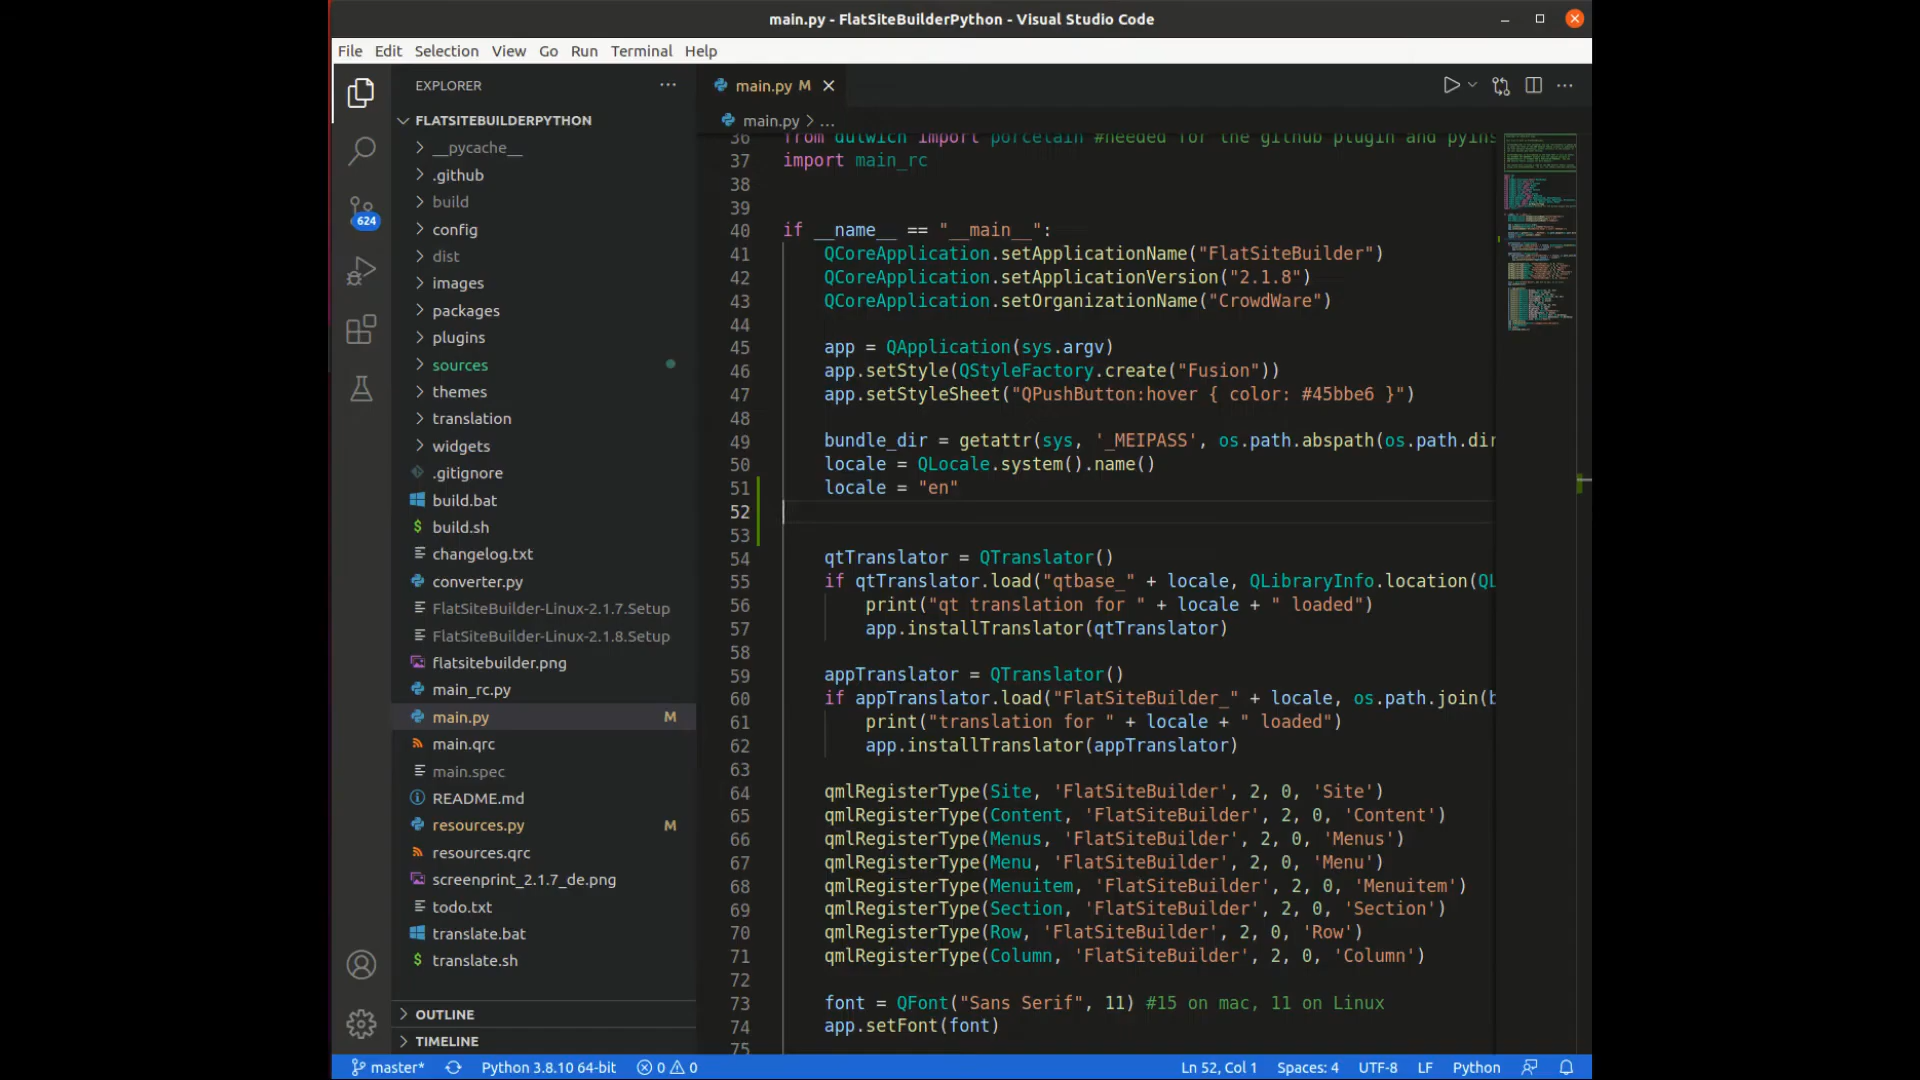 main.py - FlatSiteBuilderPython - Visual Studio Code
File Edit Selection View Go Run Terminal Help
EXPLORER
FLATSITEBUILDERPYTHON
__pycache__
.github
build
config
dist
images
packages
plugins
sources
themes
translation
widgets
.gitignore
build.bat
build.sh
changelog.txt
converter.py
FlatSiteBuilder-Linux-2.1.7.Setup
FlatSiteBuilder-Linux-2.1.8.Setup
flatsitebuilder.png
main_rc.py
main.py M
main.qrc
main.spec
README.md
resources.py M
resources.qrc
screenprint_2.1.7_de.png
todo.txt
translate.bat
translate.sh
OUTLINE
TIMELINE
624
main.py M
main.py > ...
36 from dulwich import porcelain #needed for the github plugin and pyins
37 import main_rc
38
39
40 if __name__ == "__main__":
41 QCoreApplication.setApplicationName("FlatSiteBuilder")
42 QCoreApplication.setApplicationVersion("2.1.8")
43 QCoreApplication.setOrganizationName("CrowdWare")
44
45 app = QApplication(sys.argv)
46 app.setStyle(QStyleFactory.create("Fusion"))
47 app.setStyleSheet("QPushButton:hover { color: #45bbe6 }")
48
49 bundle_dir = getattr(sys, '_MEIPASS', os.path.abspath(os.path.dir
50 locale = QLocale.system().name()
51 locale = "en"
52
53
54 qtTranslator = QTranslator()
55 if qtTranslator.load("qtbase_" + locale, QLibraryInfo.location(QL
56 print("qt translation for " + locale + " loaded")
57 app.installTranslator(qtTranslator)
58
59 appTranslator = QTranslator()
60 if appTranslator.load("FlatSiteBuilder_" + locale, os.path.join(b
61 print("translation for " + locale + " loaded")
62 app.installTranslator(appTranslator)
63
64 qmlRegisterType(Site, 'FlatSiteBuilder', 2, 0, 'Site')
65 qmlRegisterType(Content, 'FlatSiteBuilder', 2, 0, 'Content')
66 qmlRegisterType(Menus, 'FlatSiteBuilder', 2, 0, 'Menus')
67 qmlRegisterType(Menu, 'FlatSiteBuilder', 2, 0, 'Menu')
68 qmlRegisterType(Menuitem, 'FlatSiteBuilder', 2, 0, 'Menuitem')
69 qmlRegisterType(Section, 'FlatSiteBuilder', 2, 0, 'Section')
70 qmlRegisterType(Row, 'FlatSiteBuilder', 2, 0, 'Row')
71 qmlRegisterType(Column, 'FlatSiteBuilder', 2, 0, 'Column')
72
73 font = QFont("Sans Serif", 11) #15 on mac, 11 on Linux
74 app.setFont(font)
75
master* Python 3.8.10 64-bit 0 0 Ln 52, Col 1 Spaces: 4 UTF-8 LF Python